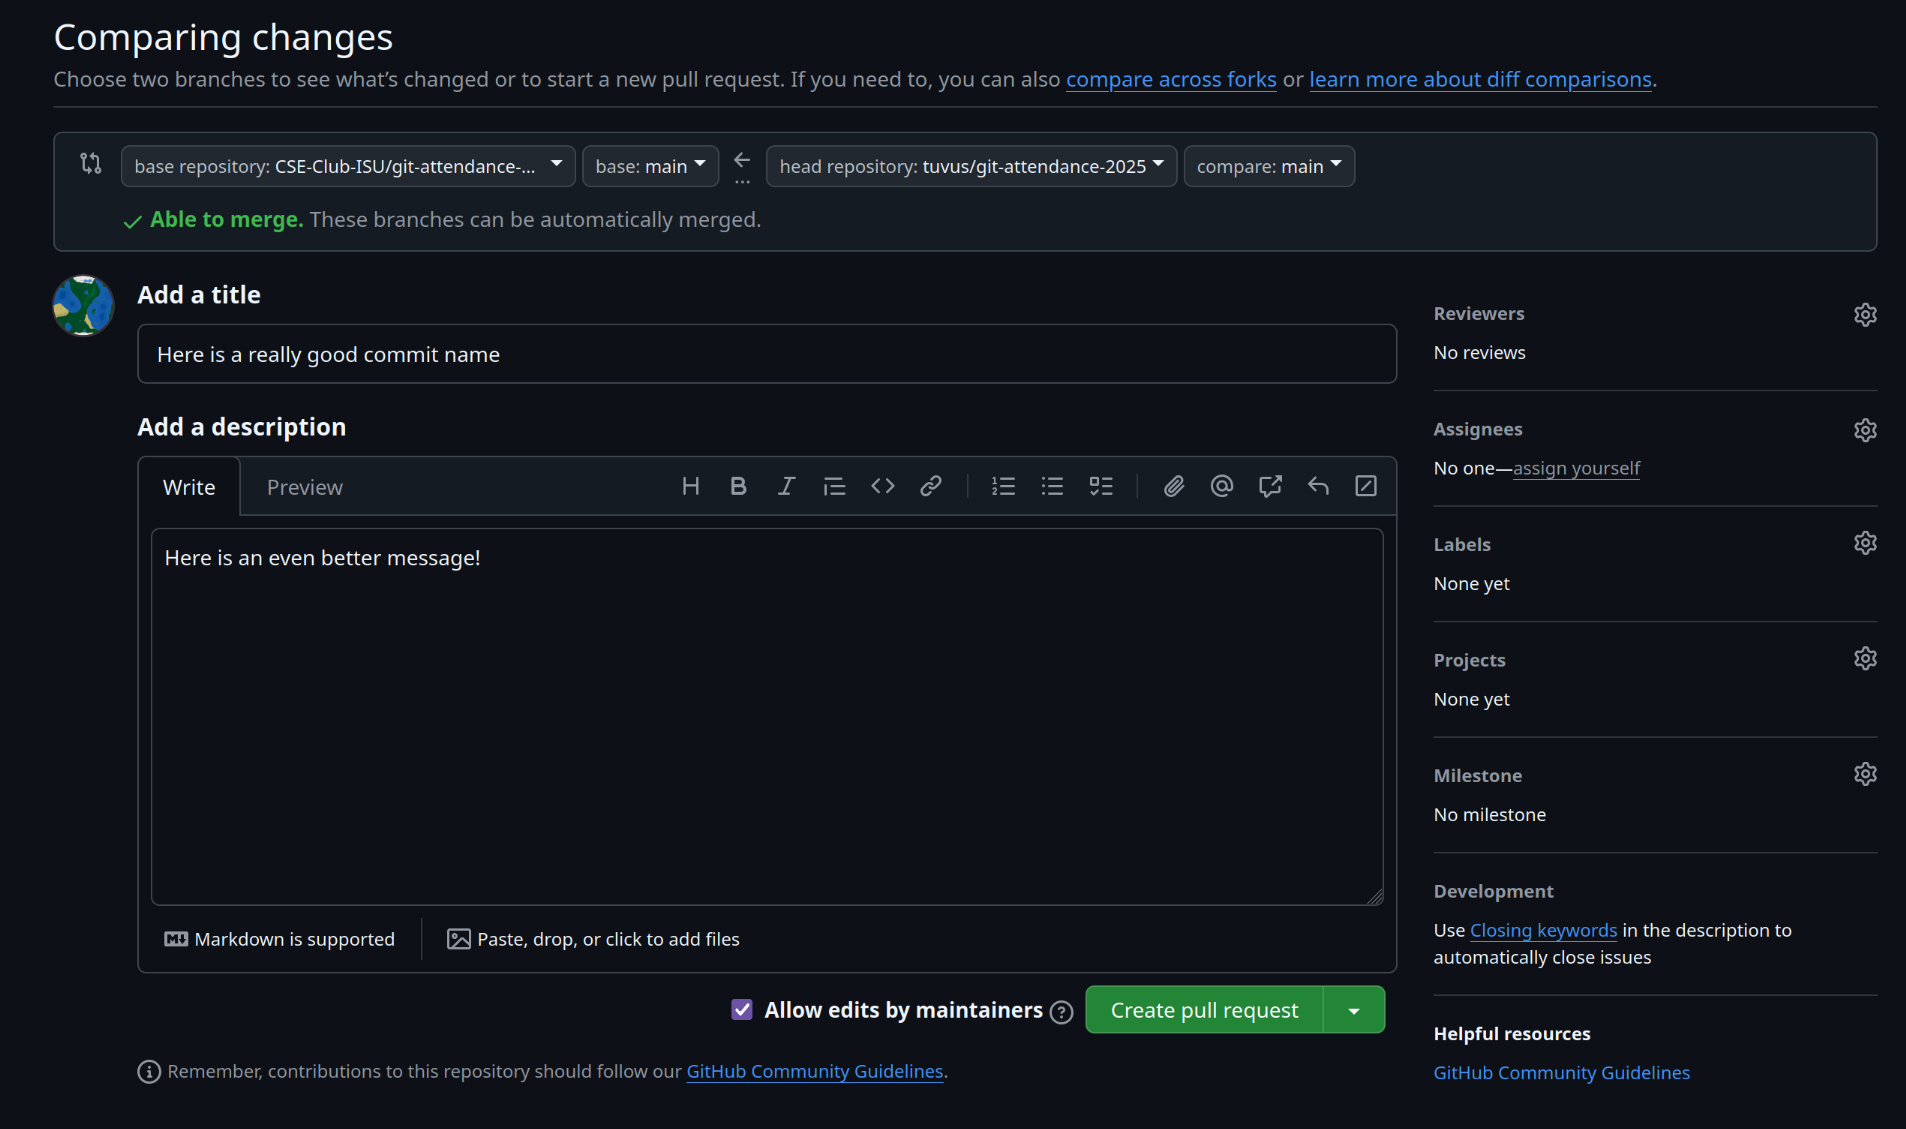 Comparing changes
Choose two branches to see what’s changed or to start a new pull request. If you need to, you can also compare across forks or learn more about diff comparisons.
base repository: CSE-Club-ISU/git-attendance-... base: main ... head repository: tuvus/git-attendance-2025 compare: main
Able to merge. These branches can be automatically merged.
Add a title
Here is a really good commit name
Add a description
Write Preview
Here is an even better message!
Markdown is supported Paste, drop, or click to add files
Allow edits by maintainers Create pull request
Remember, contributions to this repository should follow our GitHub Community Guidelines.
Reviewers
No reviews
Assignees
No one—assign yourself
Labels
None yet
Projects
None yet
Milestone
No milestone
Development
Use Closing keywords in the description to
automatically close issues
Helpful resources
GitHub Community Guidelines